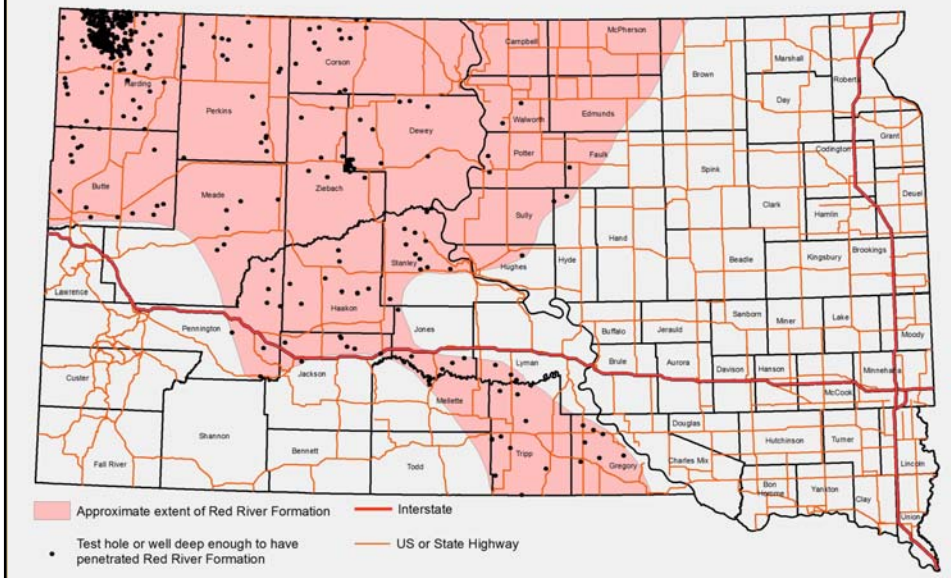 Campbell
McPherson
Harding
Corson
Brown
Marshall
Roberts
Day
Perkins
Dewey
Walworth
Edmunds
Grant
Codington
Butte
Meade
Ziebach
Potter
Faulk
Spink
Clark
Hamlin
Deuel
Sully
Hand
Beadle
Kingsbury
Brookings
Lawrence
Stanley
Hughes
Hyde
Haakon
Pennington
Jones
Buffalo
Jerauld
Sanborn
Miner
Lake
Moody
Custer
Jackson
Lyman
Brule
Aurora
Davison
Hanson
McCook
Minnehaha
Mellette
Shannon
Bennett
Todd
Tripp
Gregory
Douglas
Charles Mix
Hutchinson
Turner
Lincoln
Fall River
Bon
Homme
Yankton
Clay
Union
Approximate extent of Red River Formation
Interstate
Test hole or well deep enough to have
penetrated Red River Formation
US or State Highway